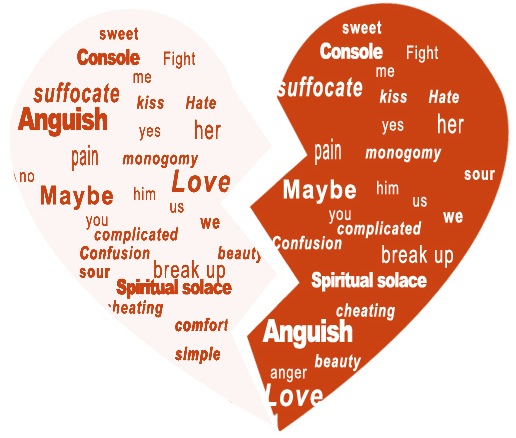 sweet
Console Fight
me
suffocate
kiss Hate
Anguish
yes her
pain monogomy
no
Love
Maybe him
us
you we
complicated
Confusion beauty
sour break up
Spiritual solace
cheating
comfort
simple
sweet
Console Fight
me
suffocate
kiss Hate
yes her
pain monogomy
sour
Maybe him
us
you we
complicated
Confusion
break up
Spiritual solace
cheating
Anguish
beauty
anger
Love